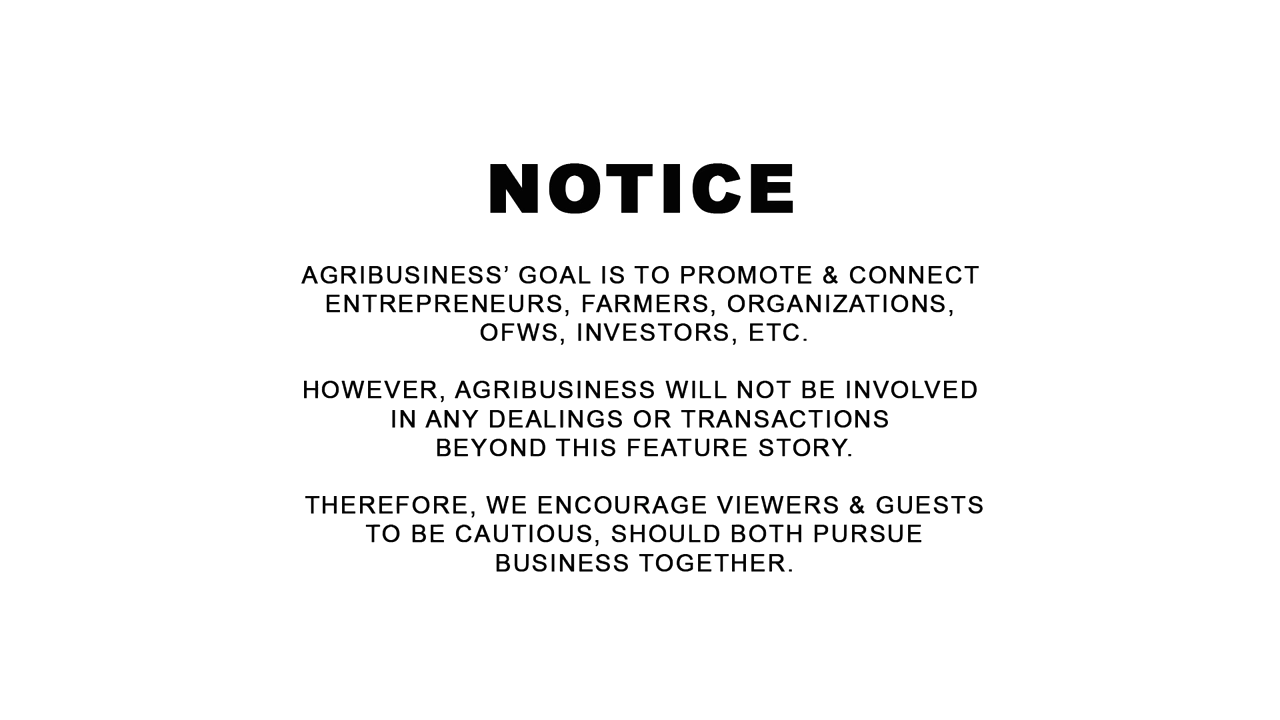 NOTICE
AGRIBUSINESS’ GOAL IS TO PROMOTE & CONNECT
ENTREPRENEURS, FARMERS, ORGANIZATIONS,
OFWS, INVESTORS, ETC.
HOWEVER, AGRIBUSINESS WILL NOT BE INVOLVED
IN ANY DEALINGS OR TRANSACTIONS
BEYOND THIS FEATURE STORY.
THEREFORE, WE ENCOURAGE VIEWERS & GUESTS
TO BE CAUTIOUS, SHOULD BOTH PURSUE
BUSINESS TOGETHER.